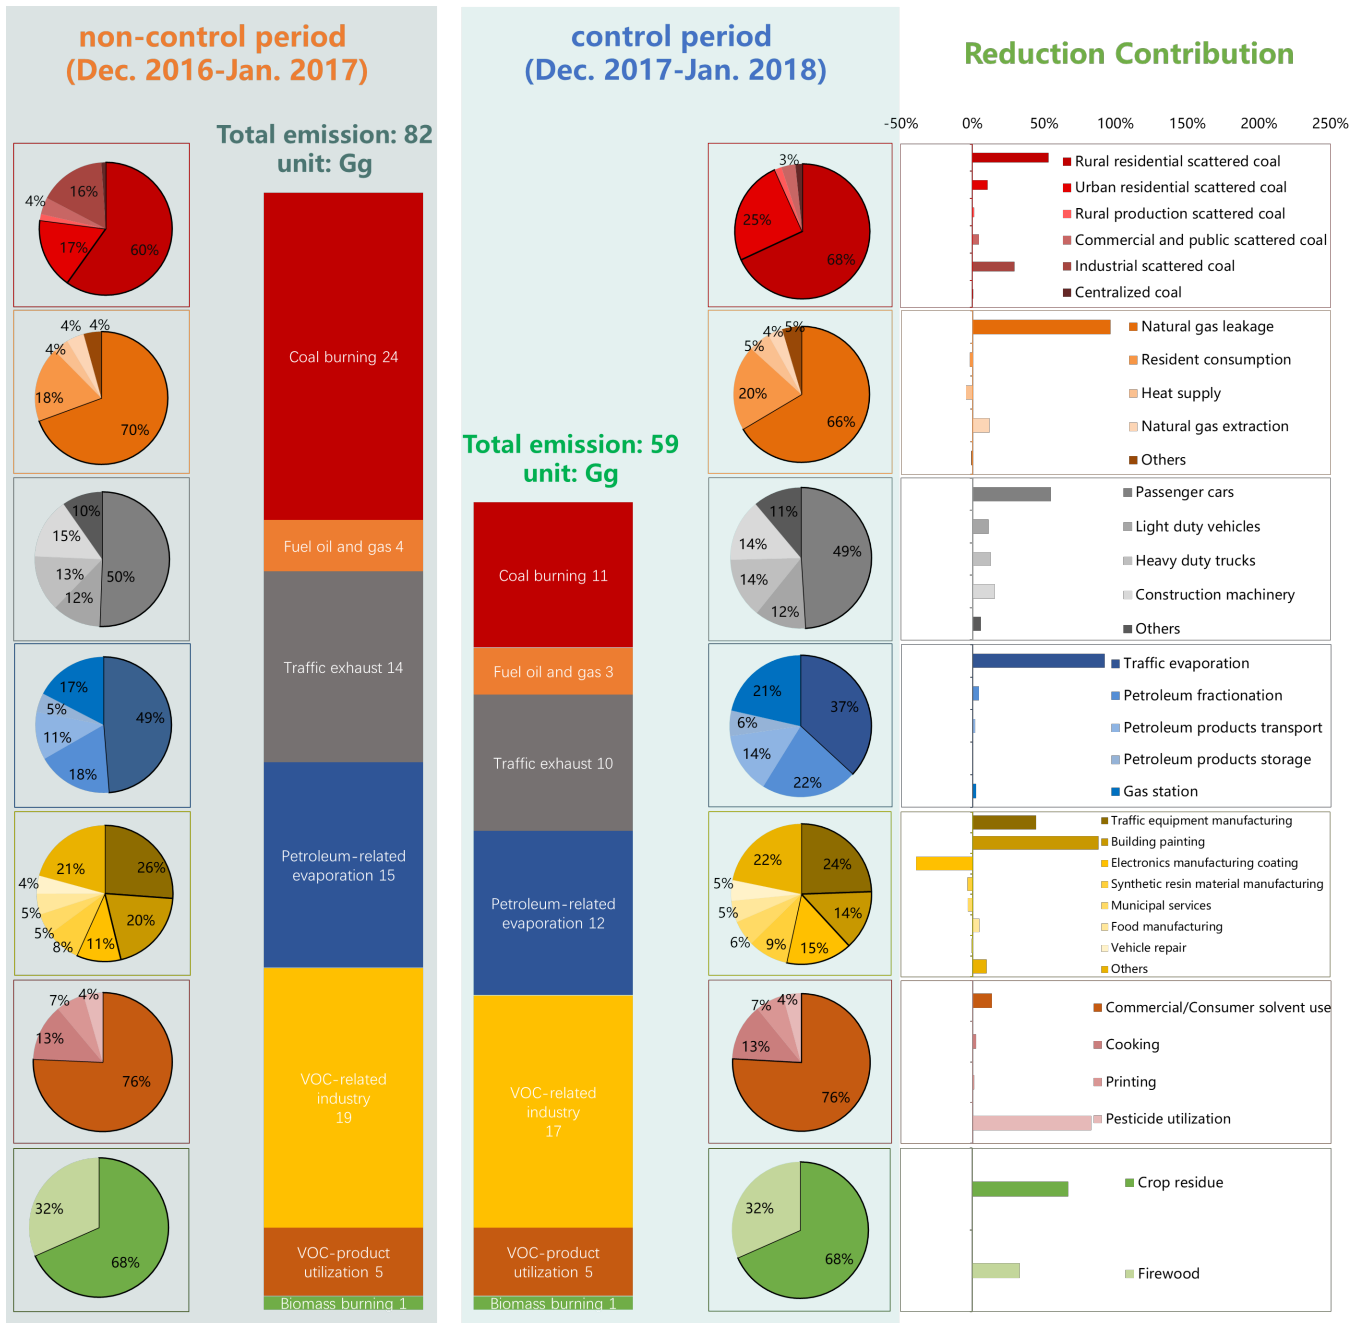 non-control period
(Dec. 2016-Jan. 2017)
control period
(Dec. 2017-Jan. 2018)
Reduction Contribution
Total emission: 82
unit: Gg
-50%
0%
50%
100%
150%
200%
250%
16%
4%
17%
60%
Coal burning 24
3%
25%
68%
Rural residential scattered coal
Urban residential scattered coal
Rural production scattered coal
Commercial and public scattered coal
Industrial scattered coal
Centralized coal
4%
4%
4%
18%
70%
Total emission: 59
unit: Gg
5%
4%
5%
20%
66%
Natural gas leakage
Resident consumption
Heat supply
Natural gas extraction
Others
10%
15%
13%
12%
50%
Fuel oil and gas 4
Traffic exhaust 14
Coal burning 11
11%
14%
14%
12%
49%
Passenger cars
Light duty vehicles
Heavy duty trucks
Construction machinery
Others
17%
5%
11%
18%
49%
Fuel oil and gas 3
Traffic exhaust 10
21%
6%
14%
22%
37%
Traffic evaporation
Petroleum fractionation
Petroleum products transport
Petroleum products storage
Gas station
21%
4%
5%
5%
8%
11%
20%
26%
Petroleum-related
evaporation 15
Petroleum-related
evaporation 12
22%
5%
5%
6%
9%
15%
14%
24%
Traffic equipment manufacturing
Building painting
Electronics manufacturing coating
Synthetic resin material manufacturing
Municipal services
Food manufacturing
Vehicle repair
Others
7%
4%
13%
76%
VOC-related
industry
19
VOC-related
industry
17
7%
4%
13%
76%
Commercial/Consumer solvent use
Cooking
Printing
Pesticide utilization
32%
68%
VOC-product
utilization 5
Biomass burning 1
VOC-product
utilization 5
Biomass burning 1
32%
68%
Crop residue
Firewood